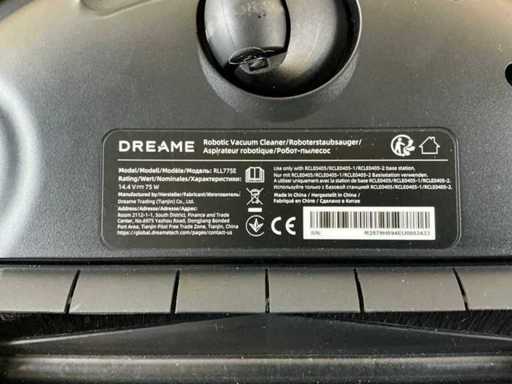 DREAME
Robotic Vacuum Cleaner/Roboterstaubsauger/
Aspirateur robotique/Робот-пылесос
Model/Modell/Modèle/Модель: RLL77SE
Rating/Wert/Nominales/Характеристики:
14.4 V⎓ 75 W
Manufactured by/Hersteller/Fabricant/Изготовитель:
Dreame Trading (Tianjin) Co., Ltd.
Address/Adresse/Adresse/Адрес:
Room 2112-1-1, South District, Finance and Trade
Center, No.6975 Yazhou Road, Dongjiang Bonded
Port Area, Tianjin Pilot Free Trade Zone, Tianjin, China
https://global.dreametech.com/pages/contact-us
Use only with RCLE0405/RCLE0405-1/RCLE0405-2 base station.
Nur mit RCLE0405/RCLE0405-1/RCLE0405-2 Basisstation verwenden.
A utiliser uniquement avec la station de base RCLE0405/RCLE0405-1/RCLE0405-2.
Используйте только с базовой станцией RCLE0405/RCLE0405-1/RCLE0405-2.
Made in China / Hergestellt in China /
Fabriqué en Chine / Сделано в Китае
CE
EAC
S/N: